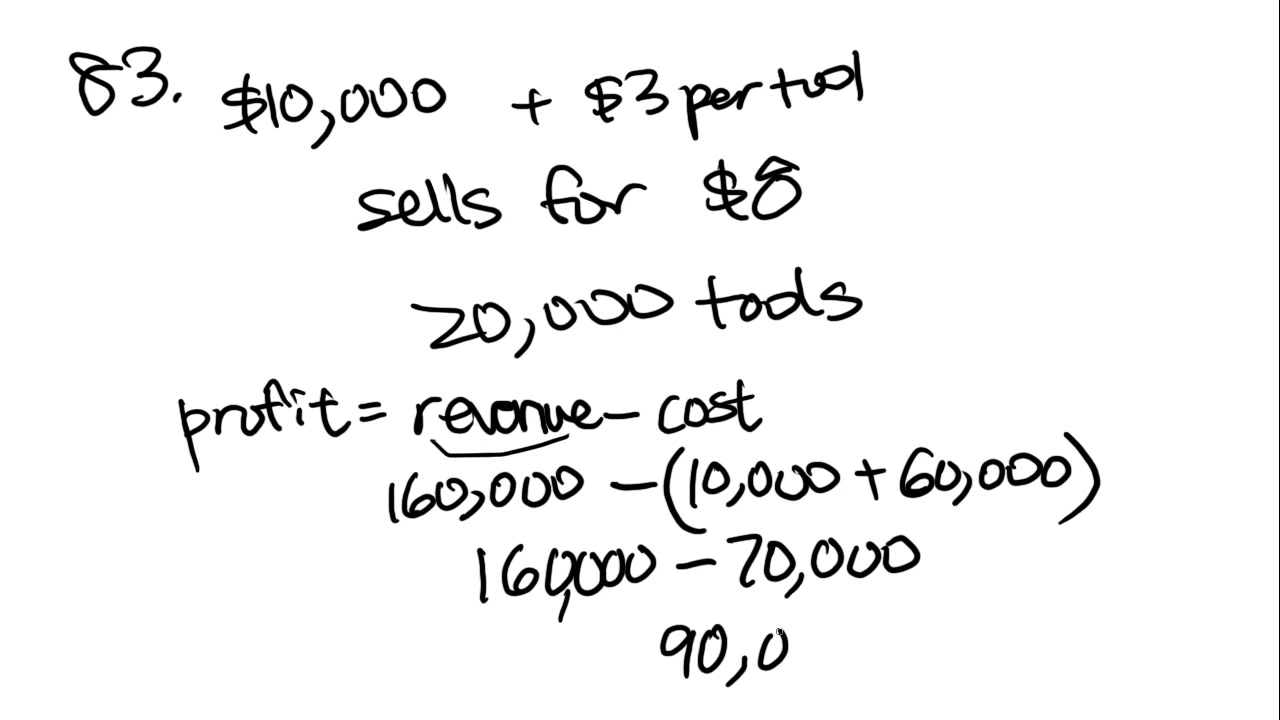 83. $10,000 + $3 per tool
sells for $8
20,000 tools
profit = revenue - cost
160,000 - (10,000 + 60,000)
160,000 - 70,000
90,0